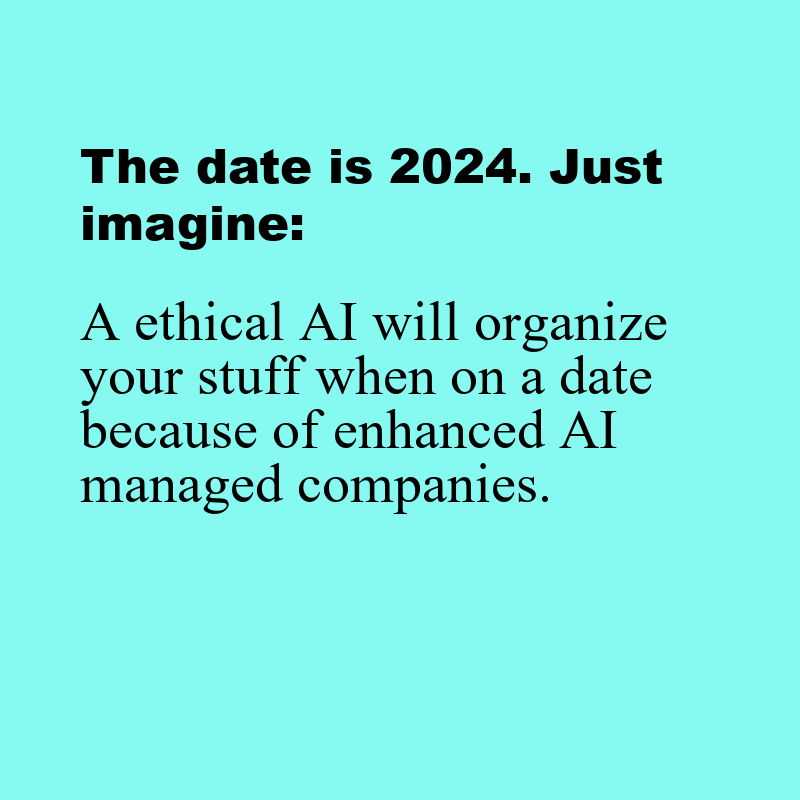 The date is 2024. Just
imagine:
A ethical AI will organize
your stuff when on a date
because of enhanced AI
managed companies.